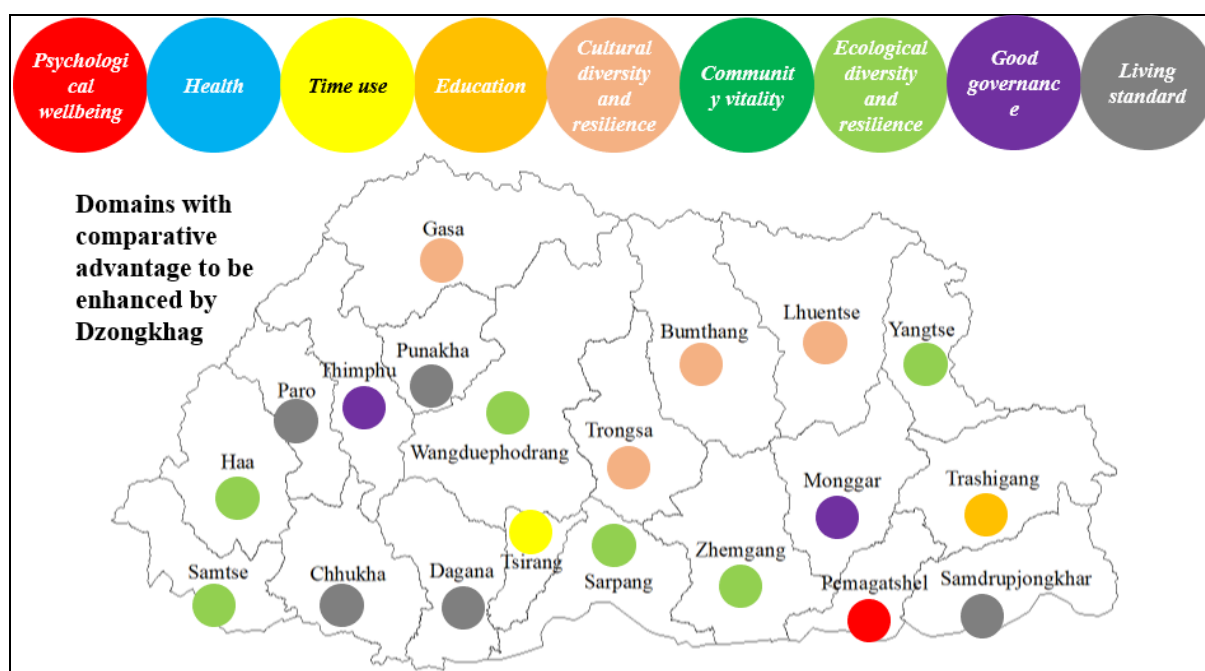 Psychologi
cal
wellbeing
Health
Time use
Education
Cultural
diversity
and
resilience
Communit
y vitality
Ecological
diversity
and
resilience
Good
governanc
e
Living
standard
Domains with
comparative
advantage to be
enhanced by
Dzongkhag
Gasa
Lhuentse
Bumthang
Yangtse
Punakha
Thimphu
Paro
Trongsa
Wangduephodrang
Haa
Monggar
Trashigang
Zhemgang
Tsirang
Samtse
Chhukha
Dagana
Sarpang
Pemagatshel
Samdrupjongkhar